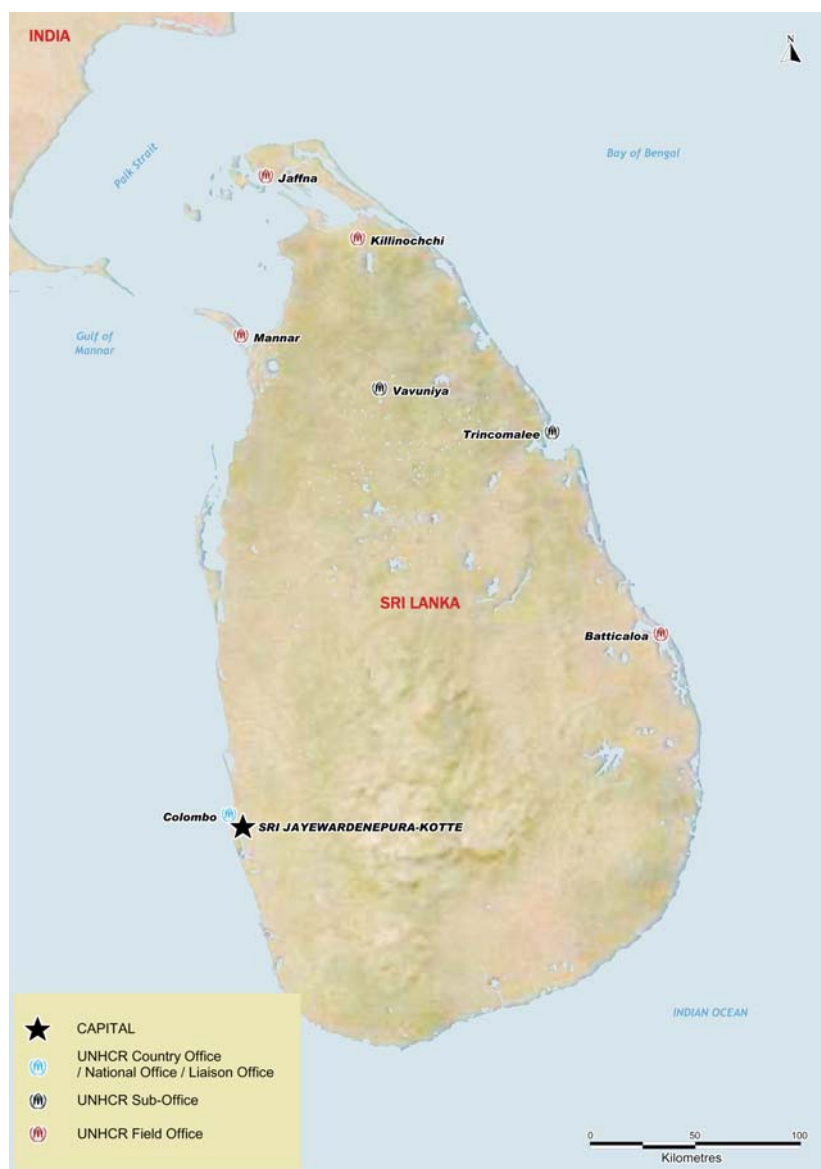 INDIA
N
Palk Strait
Bay of Bengal
Jaffna
Killinochchi
Gulf of
Mannar
Mannar
Vavuniya
Trincomalee
SRI LANKA
Batticaloa
Colombo
SRI JAYEWARDENEPURA-KOTTE
INDIAN OCEAN
CAPITAL
UNHCR Country Office
/ National Office / Liaison Office
UNHCR Sub-Office
UNHCR Field Office
0 50 100
Kilometres